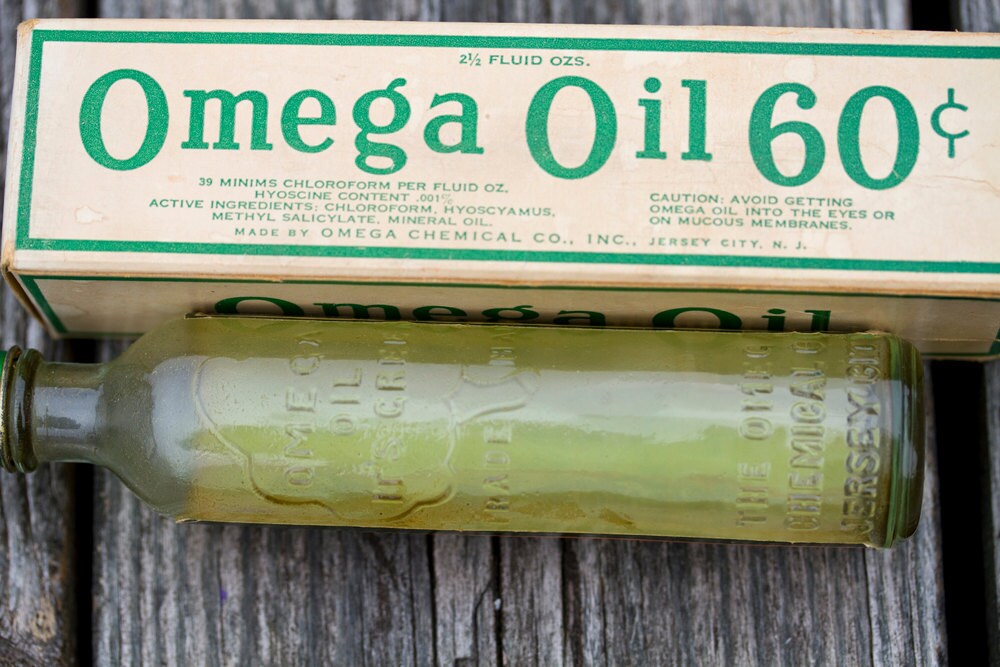 2½ FLUID OZS.
Omega Oil 60¢
39 MINIMS CHLOROFORM PER FLUID OZ.
HYOSCINE CONTENT .001%
ACTIVE INGREDIENTS: CHLOROFORM, HYOSCYAMUS,
METHYL SALICYLATE, MINERAL OIL.
MADE BY OMEGA CHEMICAL CO., INC., JERSEY CITY, N. J.
CAUTION: AVOID GETTING
OMEGA OIL INTO THE EYES OR
ON MUCOUS MEMBRANES.
Omega Oil
OMEGA
OIL
IT'S GREEN
TRADE
THE OMEGA
CHEMICAL
JERSEY CITY